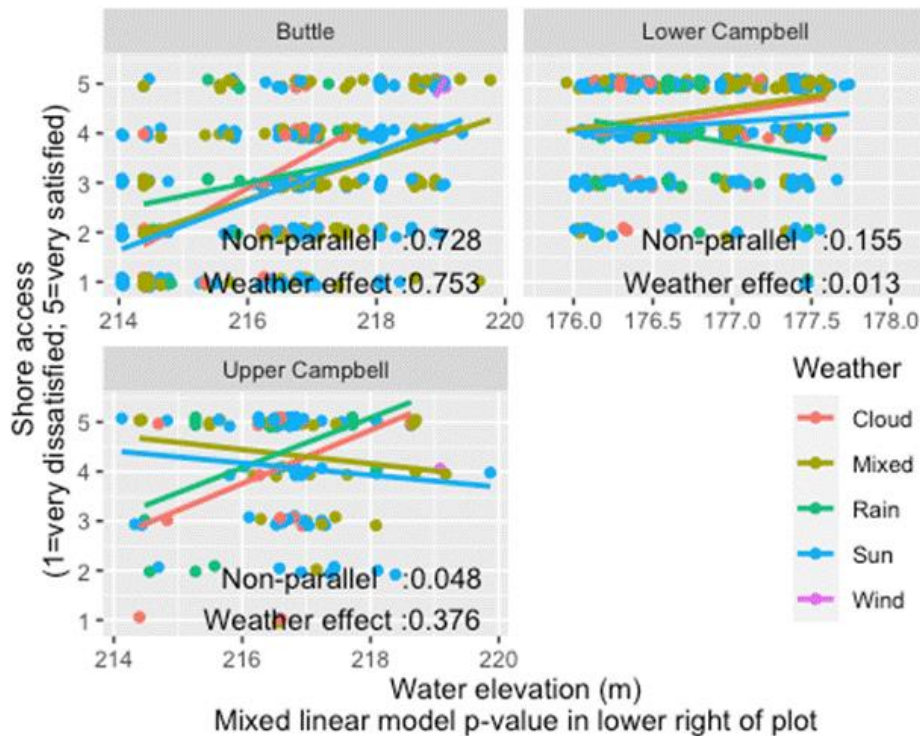 Buttle
Lower Campbell
5
4
3
2
1
Non-parallel :0.728
Weather effect :0.753
Non-parallel :0.155
Weather effect :0.013
214 216 218 220
176.0 176.5 177.0 177.5 178.0
Shore access
(1=very dissatisfied; 5=very satisfied)
Upper Campbell
5
4
3
2
1
Non-parallel :0.048
Weather effect :0.376
214 216 218 220
Weather
Cloud
Mixed
Rain
Sun
Wind
Water elevation (m)
Mixed linear model p-value in lower right of plot